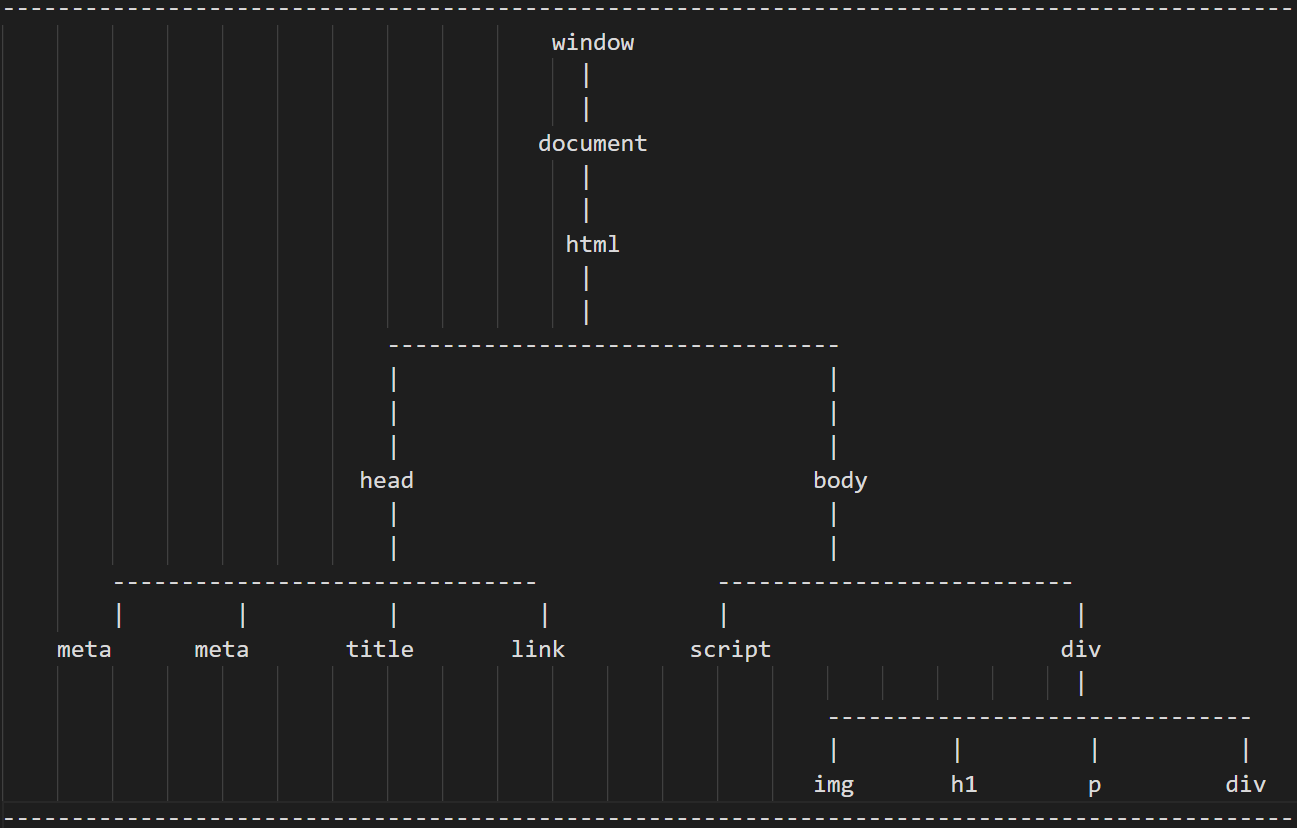 window
document
html
head body
meta meta title link script div
img h1 p div